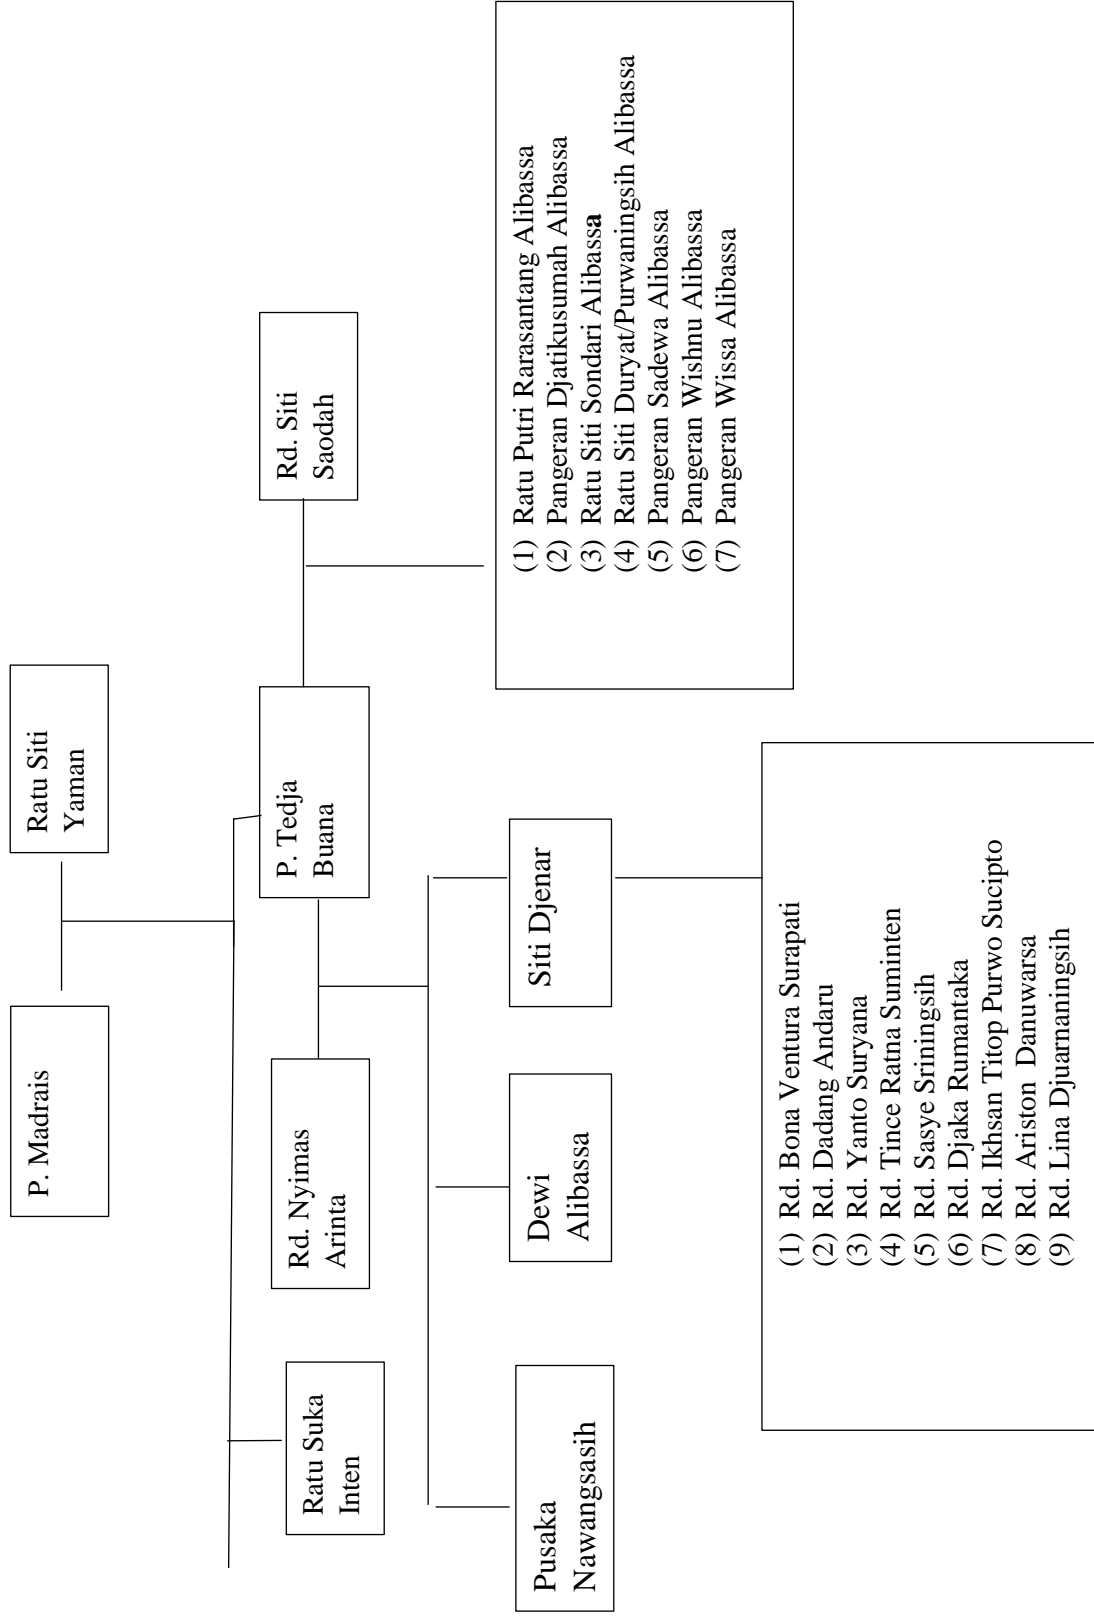 P. Madrais
Ratu Siti
Yaman
Ratu Suka
Inten
Rd. Nyimas
Arinta
P. Tedja
Buana
Rd. Siti
Saodah
Pusaka
Nawangsasih
Dewi
Alibassa
Siti Djenar
(1) Ratu Putri Rarasantang Alibassa
(2) Pangeran Djatikusumah Alibassa
(3) Ratu Siti Sondari Alibassa
(4) Ratu Siti Duryat/Purwaningsih Alibassa
(5) Pangeran Sadewa Alibassa
(6) Pangeran Wishnu Alibassa
(7) Pangeran Wissa Alibassa
(1) Rd. Bona Ventura Surapati
(2) Rd. Dadang Andaru
(3) Rd. Yanto Suryana
(4) Rd. Tince Ratna Suminten
(5) Rd. Sasye Sriningsih
(6) Rd. Djaka Rumantaka
(7) Rd. Ikhsan Titop Purwo Sucipto
(8) Rd. Ariston  Danuwarsa
(9) Rd. Lina Djuarnaningsih